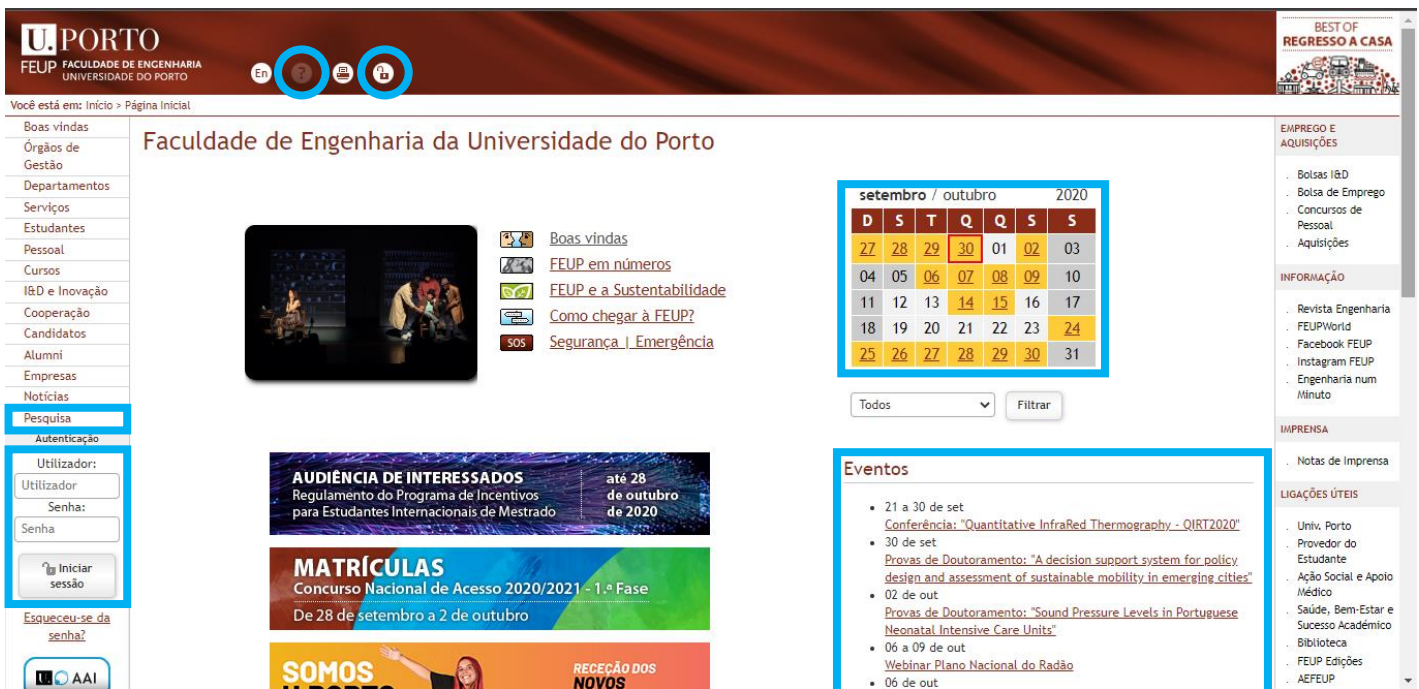 U. PORTO
FEUP FACULDADE DE ENGENHARIA
UNIVERSIDADE DO PORTO
En
?
BEST OF
REGRESSO A CASA
Você está em: Início > Página Inicial
Boas vindas
Órgãos de
Gestão
Departamentos
Serviços
Estudantes
Pessoal
Cursos
I&D e Inovação
Cooperação
Candidatos
Alumni
Empresas
Notícias
Pesquisa
Autenticação
Utilizador:
Utilizador
Senha:
Senha
Iniciar
sessão
Esqueceu-se da
senha?
U. AAI
Faculdade de Engenharia da Universidade do Porto
Boas vindas
FEUP em números
FEUP e a Sustentabilidade
Como chegar à FEUP?
SOS Segurança | Emergência
AUDIÊNCIA DE INTERESSADOS
Regulamento do Programa de Incentivos
para Estudantes Internacionais de Mestrado
até 28
de outubro
de 2020
MATRÍCULAS
Concurso Nacional de Acesso 2020/2021 - 1.ª Fase
De 28 de setembro a 2 de outubro
SOMOS
U.PORTO
RECEÇÃO DOS
NOVOS
setembro / outubro 2020
D S T Q Q S S
27 28 29 30 01 02 03
04 05 06 07 08 09 10
11 12 13 14 15 16 17
18 19 20 21 22 23 24
25 26 27 28 29 30 31
Todos
Filtrar
Eventos
• 21 a 30 de set
Conferência: "Quantitative InfraRed Thermography - QIRT2020"
• 30 de set
Provas de Doutoramento: "A decision support system for policy
design and assessment of sustainable mobility in emerging cities"
• 02 de out
Provas de Doutoramento: "Sound Pressure Levels in Portuguese
Neonatal Intensive Care Units"
• 06 a 09 de out
Webinar Plano Nacional do Radão
• 06 de out
EMPREGO E
AQUISIÇÕES
. Bolsas I&D
. Bolsa de Emprego
. Concursos de
Pessoal
. Aquisições
INFORMAÇÃO
. Revista Engenharia
. FEUPWorld
. Facebook FEUP
. Instagram FEUP
. Engenharia num
Minuto
IMPRENSA
. Notas de Imprensa
LIGAÇÕES ÚTEIS
. Univ. Porto
. Provedor do
Estudante
. Ação Social e Apoio
Médico
. Saúde, Bem-Estar e
Sucesso Académico
. Biblioteca
. FEUP Edições
. AEFEUP